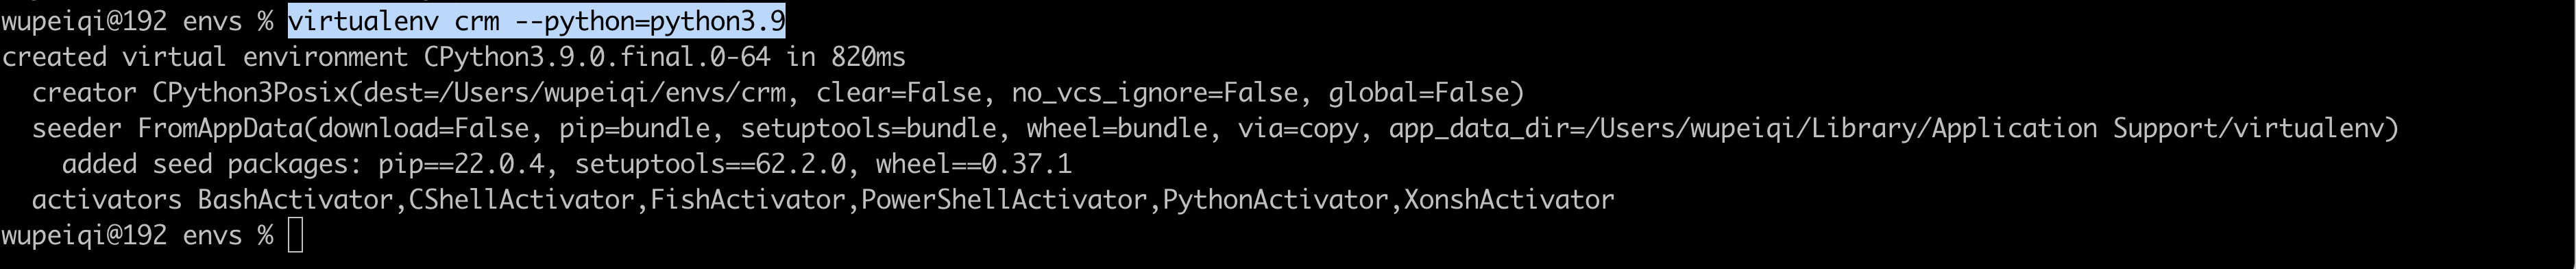 wupeiqi@192 envs % virtualenv crm --python=python3.9
created virtual environment CPython3.9.0.final.0-64 in 820ms
  creator CPython3Posix(dest=/Users/wupeiqi/envs/crm, clear=False, no_vcs_ignore=False, global=False)
  seeder FromAppData(download=False, pip=bundle, setuptools=bundle, wheel=bundle, via=copy, app_data_dir=/Users/wupeiqi/Library/Application Support/virtualenv)
    added seed packages: pip==22.0.4, setuptools==62.2.0, wheel==0.37.1
  activators BashActivator,CShellActivator,FishActivator,PowerShellActivator,PythonActivator,XonshActivator
wupeiqi@192 envs %